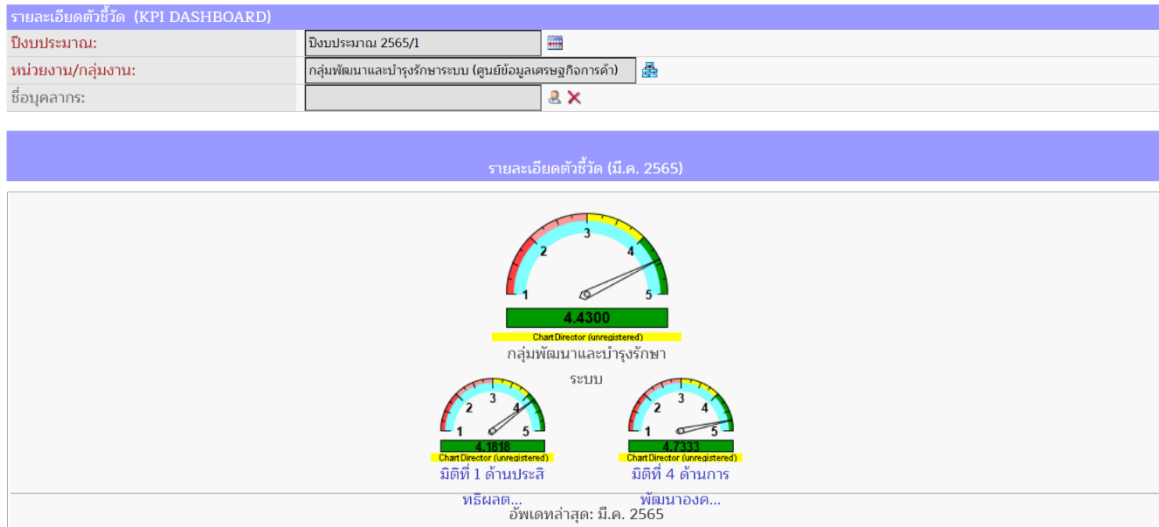 รายละเอียดตัวชี้วัด (KPI DASHBOARD)
ปีงบประมาณ: ปีงบประมาณ 2565/1
หน่วยงาน/กลุ่มงาน: กลุ่มพัฒนาและบำรุงรักษาระบบ (ศูนย์ข้อมูลเศรษฐกิจการค้า)
ชื่อบุคลากร:
รายละเอียดตัวชี้วัด (มี.ค. 2565)
1 2 3 4 5
4.4300
ChartDirector (unregistered)
กลุ่มพัฒนาและบำรุงรักษา
ระบบ
1 2 3 4 5
4.1818
ChartDirector (unregistered)
มิติที่ 1 ด้านประสิ
ทธิผลต...
1 2 3 4 5
4.7333
ChartDirector (unregistered)
มิติที่ 4 ด้านการ
พัฒนาองค...
อัพเดทล่าสุด: มี.ค. 2565